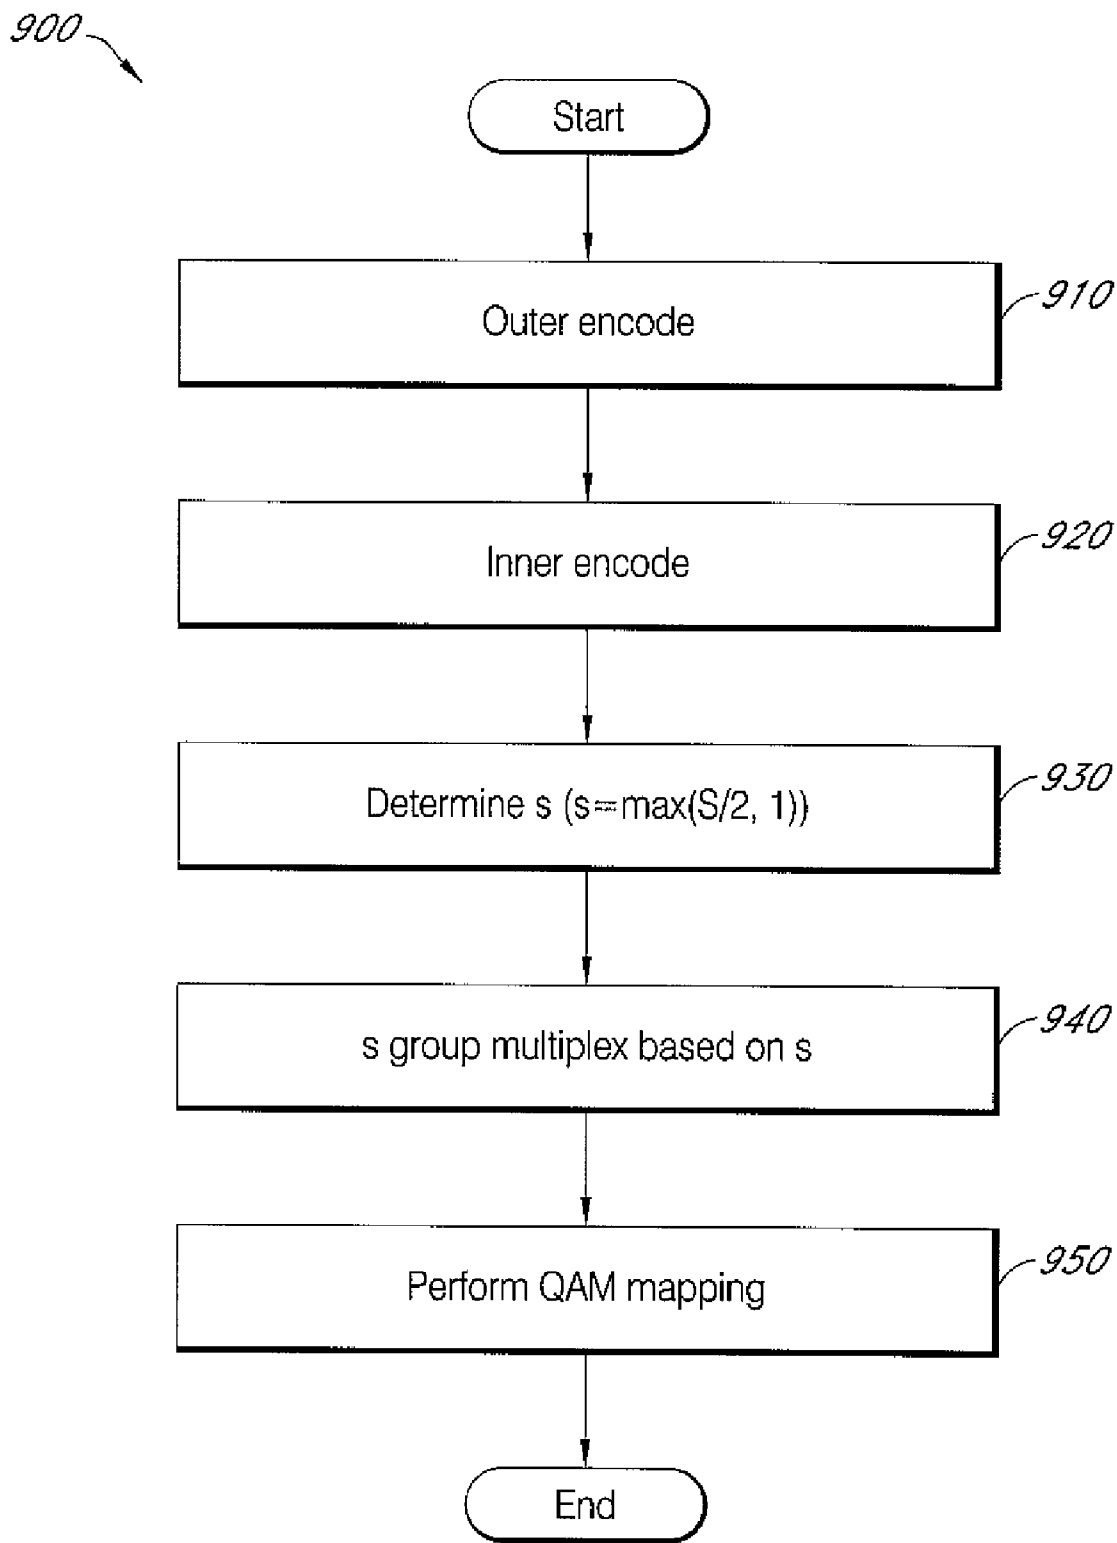 900
Start
Outer encode
910
Inner encode
920
Determine s (s=max(S/2, 1))
930
s group multiplex based on s
940
Perform QAM mapping
950
End